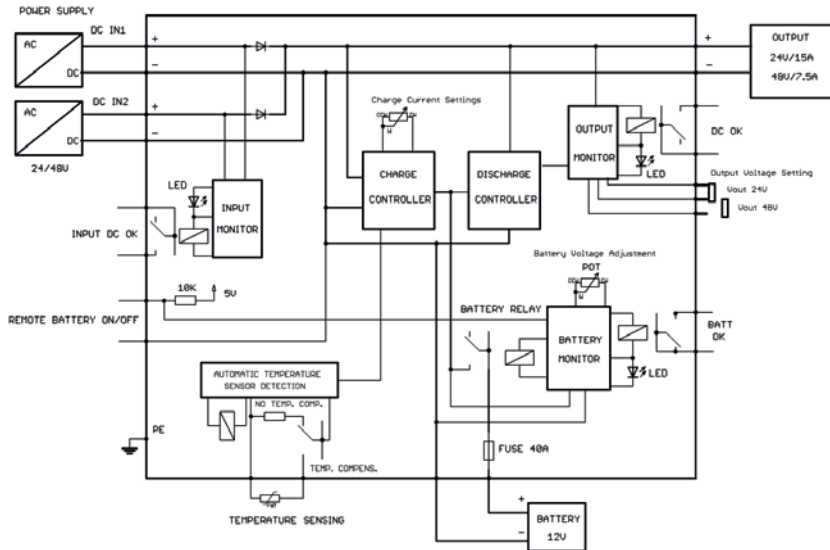 POWER SUPPLY
DC IN1
AC
DC
+
-
DC IN2
AC
DC
+
-
24/48V
+
-
OUTPUT
24V/15A
48V/7.5A
Charge Current Settings
CCW
CW
W
OUTPUT
MONITOR
DC OK
LED
Output Voltage Setting
Vout 24V
Vout 48V
LED
INPUT
MONITOR
INPUT DC OK
CHARGE
CONTROLLER
DISCHARGE
CONTROLLER
10K
5V
REMOTE BATTERY ON/OFF
Battery Voltage Adjustment
POT
CCW
CW
W
BATTERY RELAY
BATTERY
MONITOR
BATT
OK
LED
AUTOMATIC TEMPERATURE
SENSOR DETECTION
NO TEMP. COMP.
TEMP. COMPENS.
PE
FUSE 40A
TEMPERATURE SENSING
+
-
BATTERY
12V